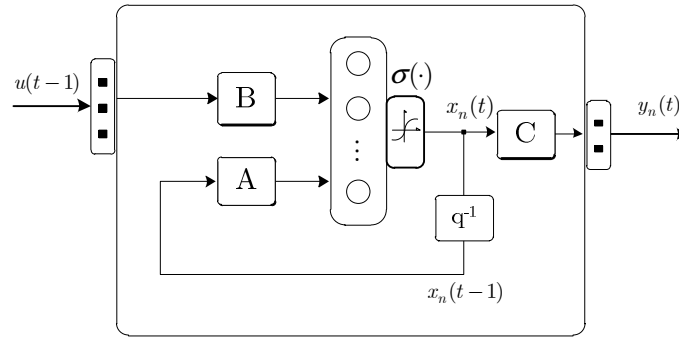 u(t−1)
B
σ(·)
x_n(t)
C
y_n(t)
A
q⁻¹
x_n(t−1)